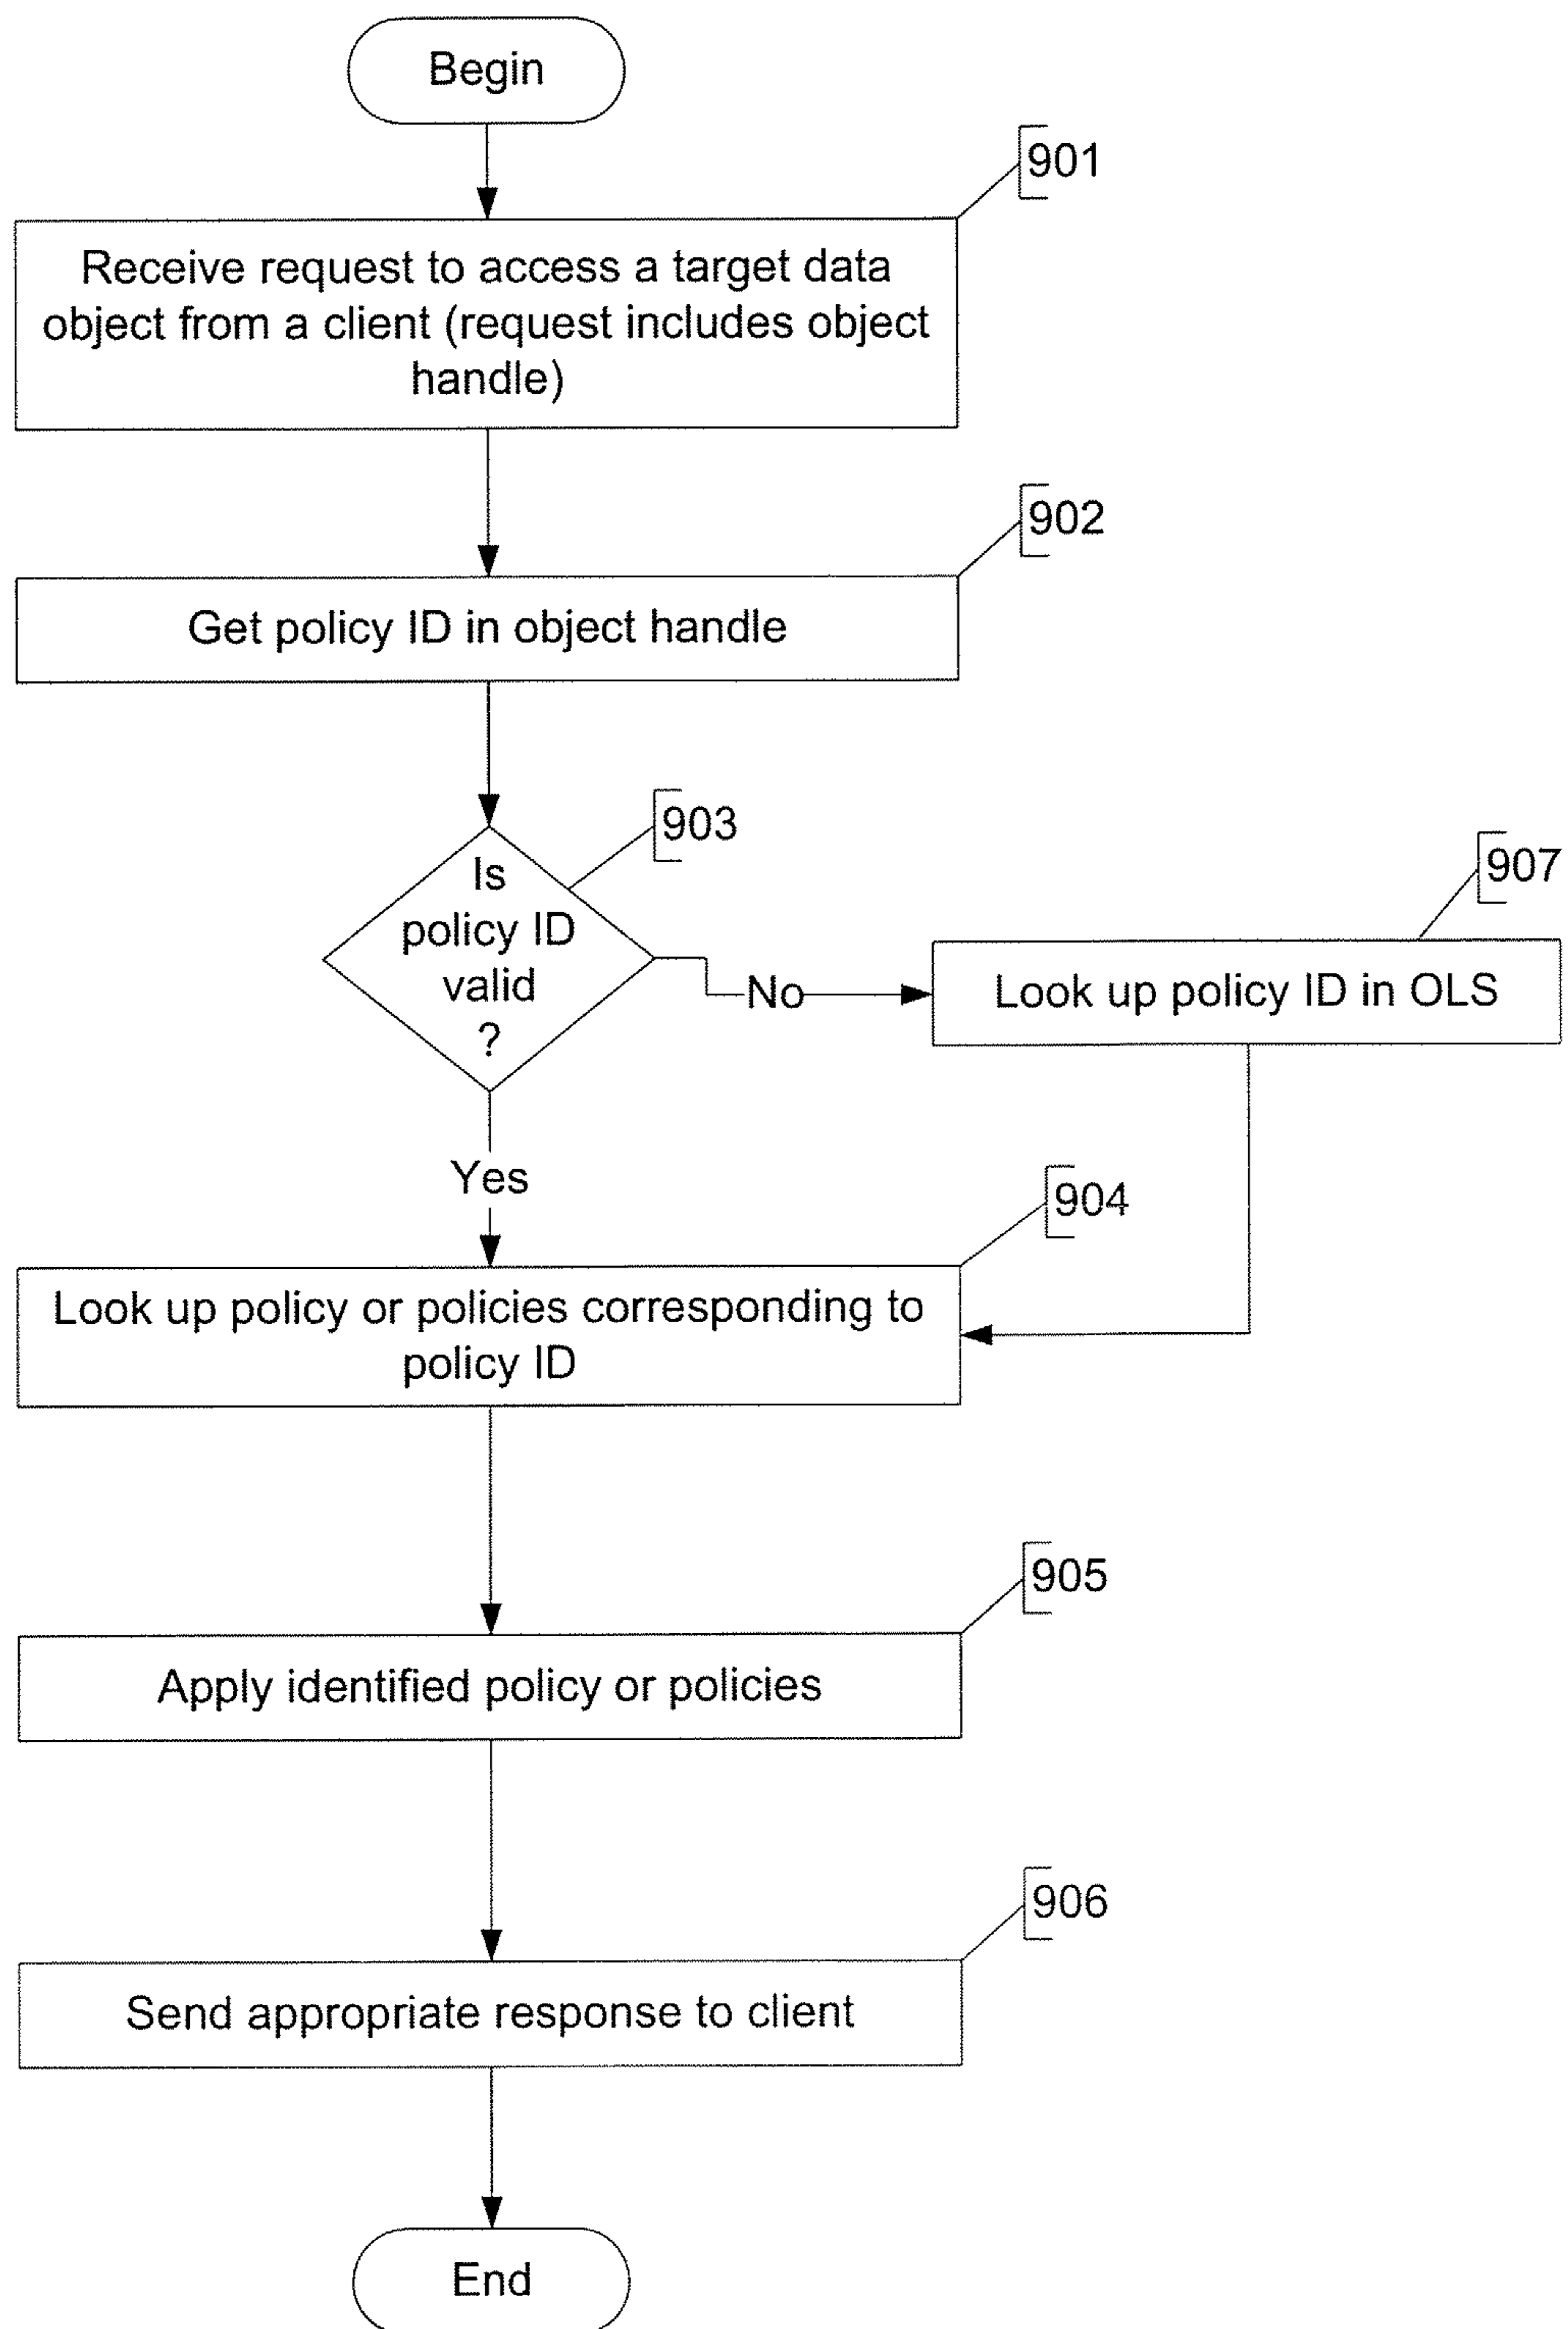 Begin
901
Receive request to access a target data
object from a client (request includes object
handle)
902
Get policy ID in object handle
903
Is
policy ID
valid
?
907
No
Look up policy ID in OLS
Yes
904
Look up policy or policies corresponding to
policy ID
905
Apply identified policy or policies
906
Send appropriate response to client
End